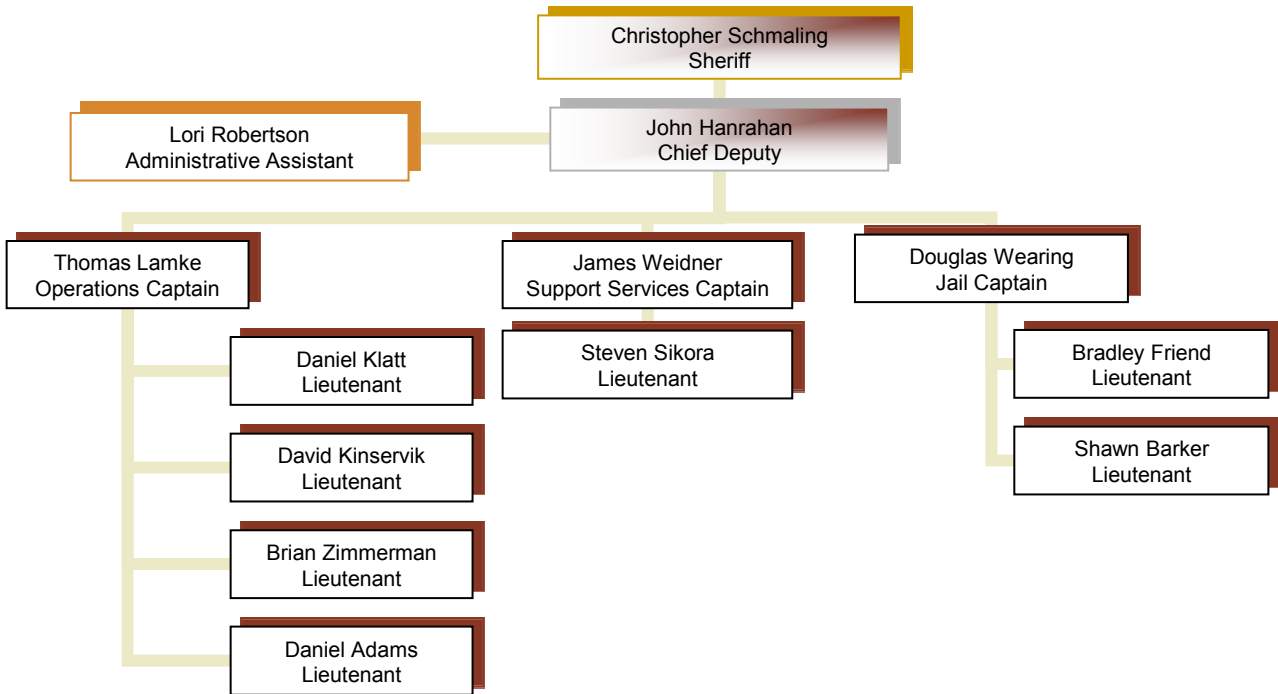 Christopher Schmaling
Sheriff
Lori Robertson
Administrative Assistant
John Hanrahan
Chief Deputy
Thomas Lamke
Operations Captain
James Weidner
Support Services Captain
Douglas Wearing
Jail Captain
Daniel Klatt
Lieutenant
David Kinservik
Lieutenant
Brian Zimmerman
Lieutenant
Daniel Adams
Lieutenant
Steven Sikora
Lieutenant
Bradley Friend
Lieutenant
Shawn Barker
Lieutenant